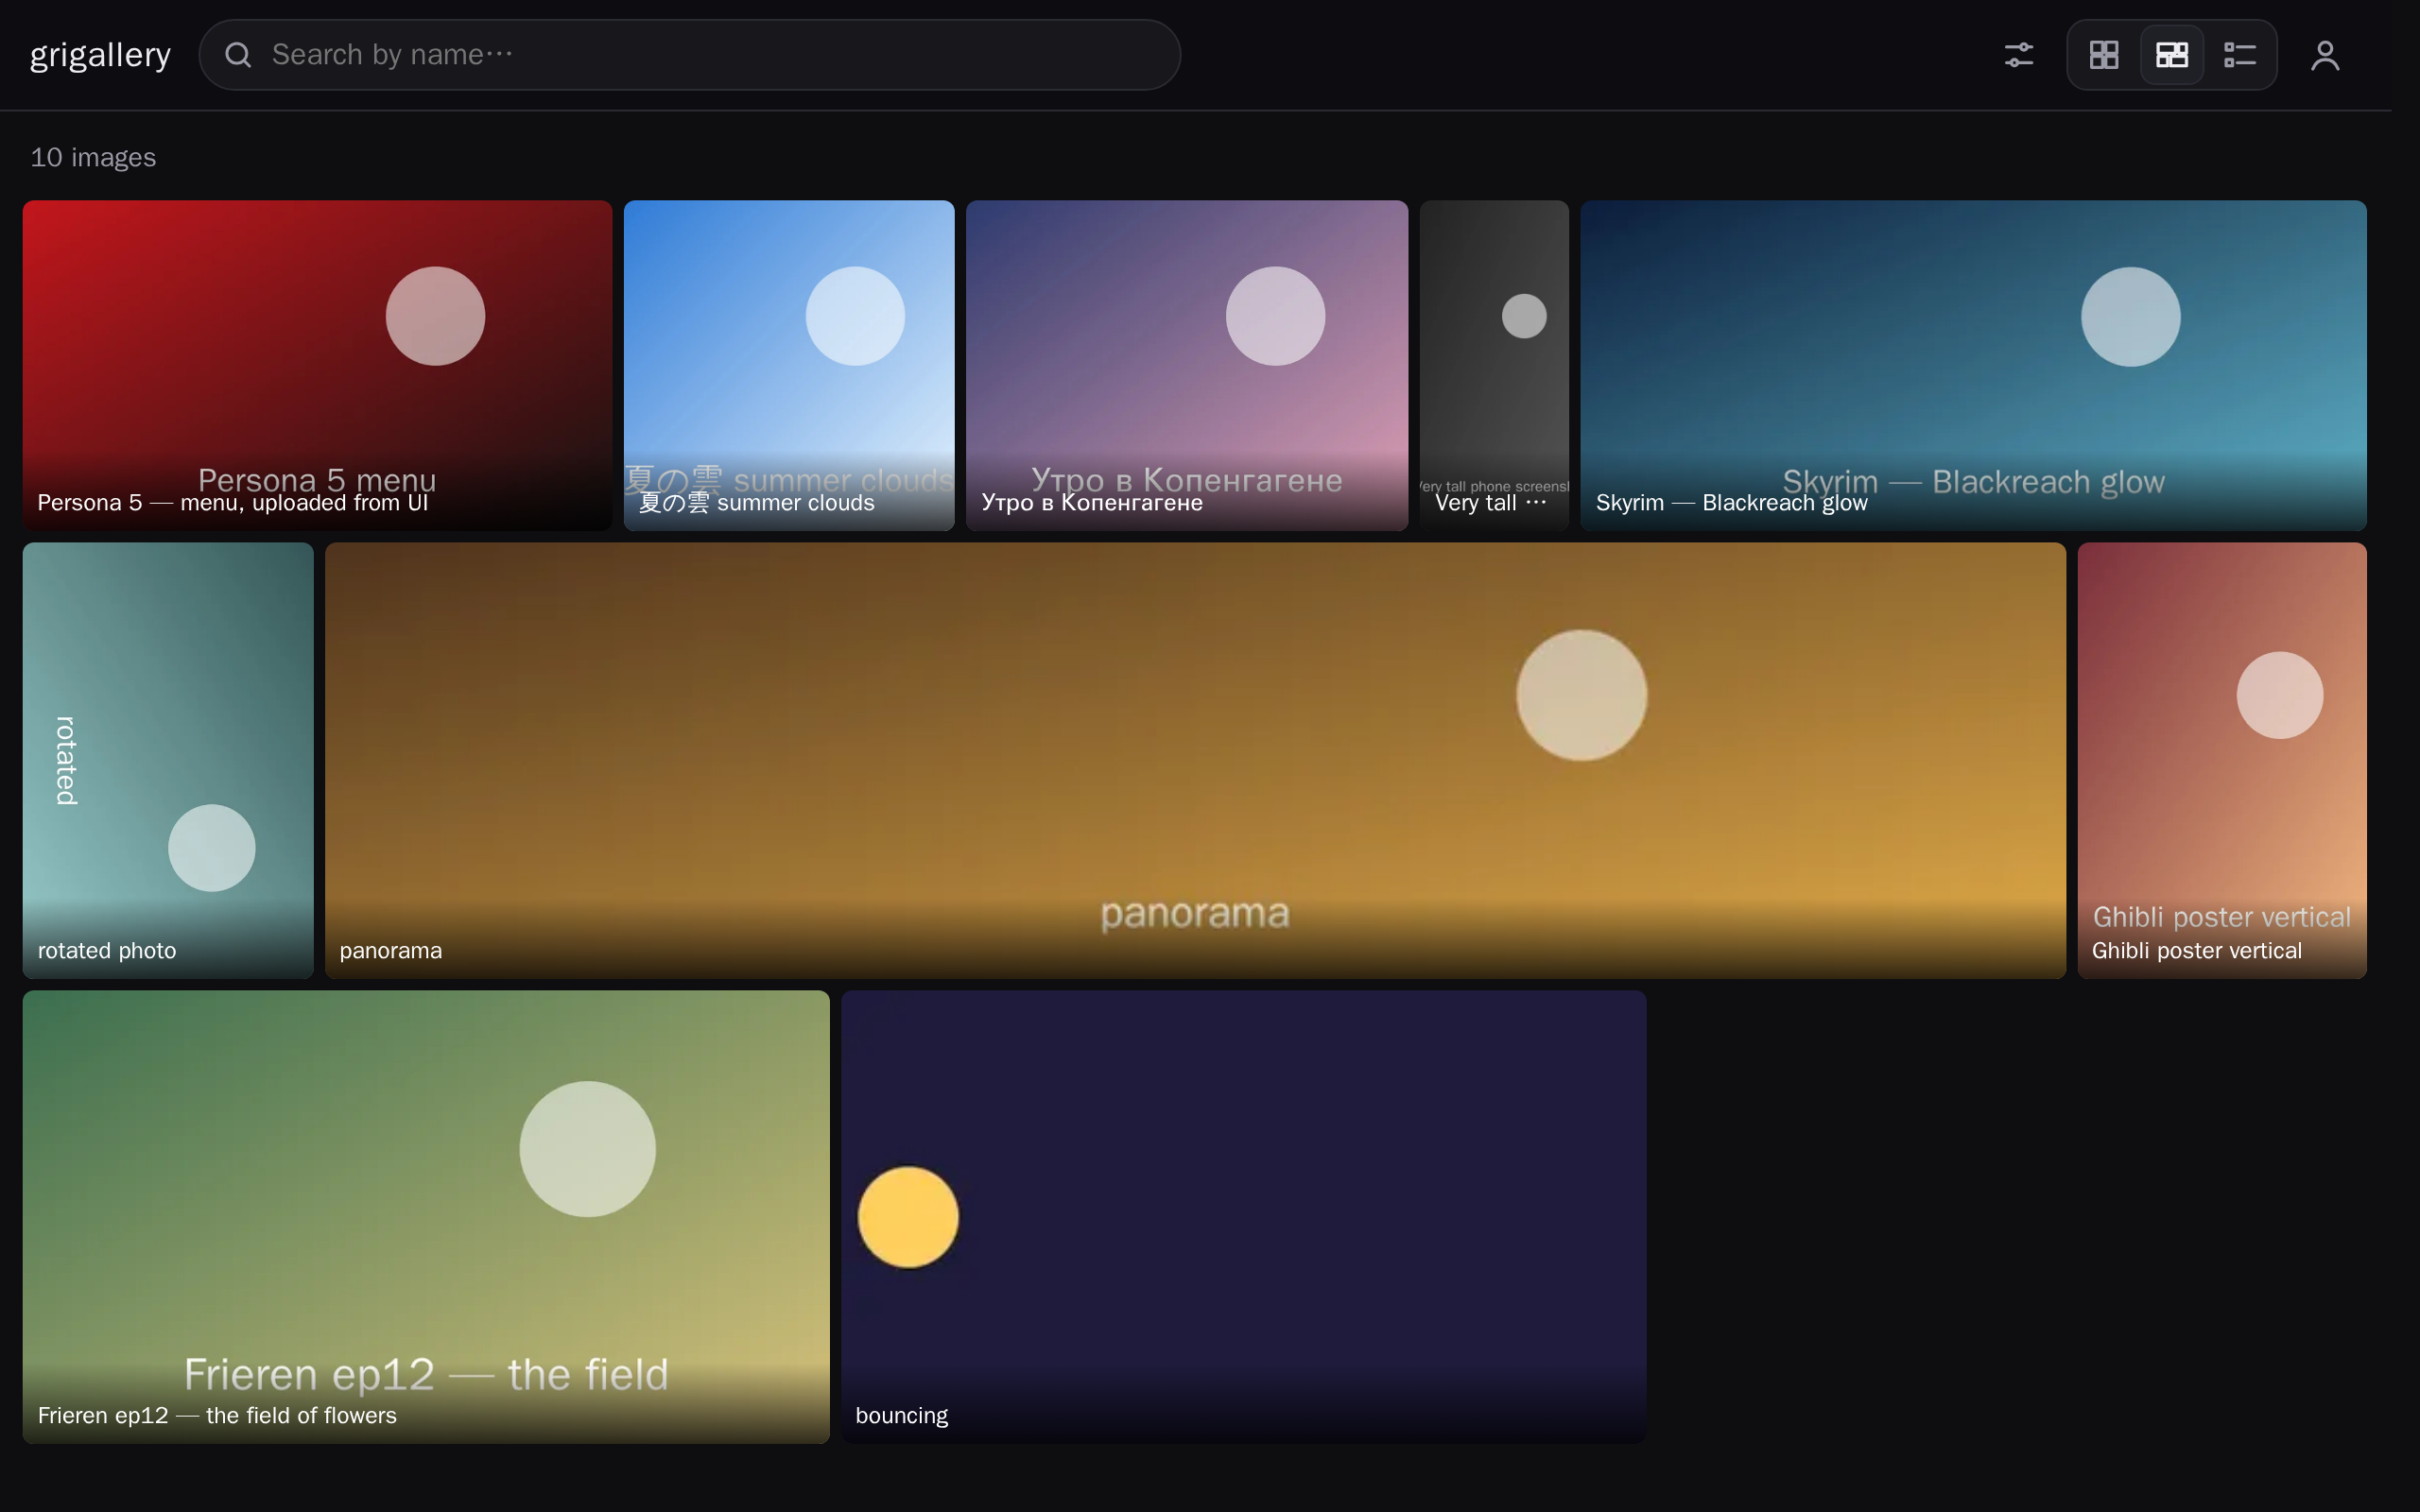 grigallery
Search by name…
10 images
Persona 5 menu
Persona 5 — menu, uploaded from UI
夏の雲 summer clouds
夏の雲 summer clouds
Утро в Копенгагене
Утро в Копенгагене
tall phone
Very tall …
Skyrim — Blackreach glow
Skyrim — Blackreach glow
rotated
rotated photo
panorama
panorama
Ghibli poster vertical
Ghibli poster vertical
Frieren ep12 — the field
Frieren ep12 — the field of flowers
bouncing